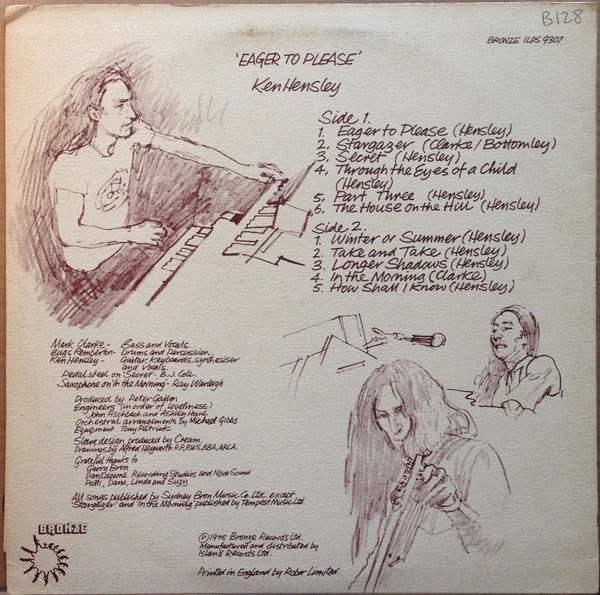 B128
BRONZE ILPS 9307
'EAGER TO PLEASE'
Ken Hensley
Side 1.
1. Eager to Please (Hensley)
2. Stargazer (Clarke/Bottomley)
3. Secret (Hensley)
4. Through the Eyes of a Child
(Hensley)
5. Part Three (Hensley)
6. The House on the Hill (Hensley)
Side 2.
1. Winter or Summer (Hensley)
2. Take and Take (Hensley)
3. Longer Shadows (Hensley)
4. In the Morning (Clarke)
5. How Shall I Know (Hensley)
Mark Clarke - Bass and Vocals.
Bugs Pemberton - Drums and Percussion.
Ken Hensley - Guitar, Keyboards, synthesiser
and Vocals.
Pedal steel on 'Secret' - B.J. Cole.
Saxophone on 'In the Morning' - Ray Warleigh
Produced by Peter Gallen
Engineers (in order of loveliness)
John Fischbach and Ashley Howe
Orchestral arrangements by Michael Gibbs
Equipment Tony Patricks
Sleeve design produced by Cream.
Drawings by Alfred Heyworth R.P., R.W.S. R.B.A., A.R.C.A.
Grateful thanks to
Gerry Bron
Lansdowne Recording Studios and Nova Sound
Patti, Dana, Linda and Suzy
All songs published by Sydney Bron Music Co. Ltd. except
'Stargazer' and 'In the Morning' published by Tempest Music Ltd.
BRONZE
℗ 1975 Bronze Records Ltd.
Manufactured and distributed by
Island Records Ltd.
Printed in England by Robor Limited.